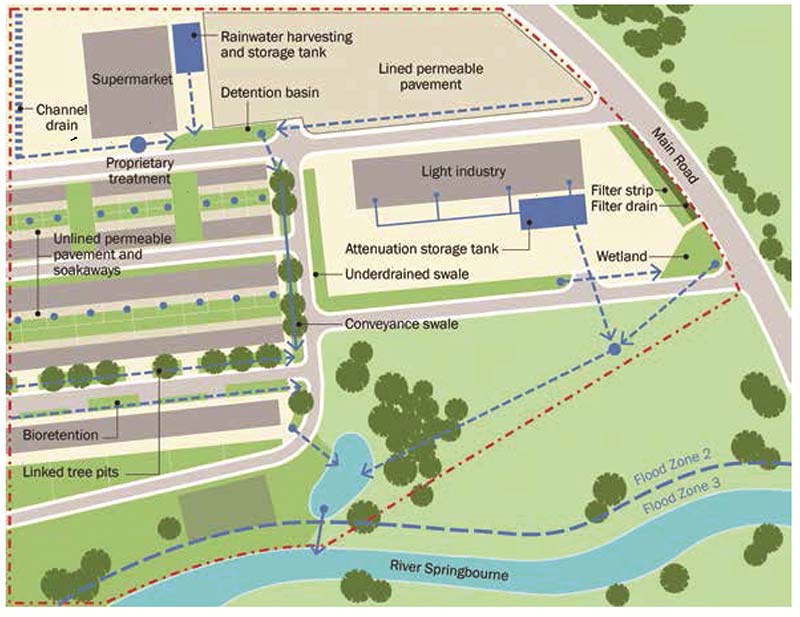 Rainwater harvesting
and storage tank
Supermarket
Lined permeable
pavement
Detention basin
Channel
drain
Main Road
Proprietary
treatment
Light industry
Filter strip
Filter drain
Unlined permeable
pavement and
soakaways
Attenuation storage tank
Wetland
Underdrained swale
Conveyance swale
Bioretention
Linked tree pits
Flood Zone 2
Flood Zone 3
River Springbourne